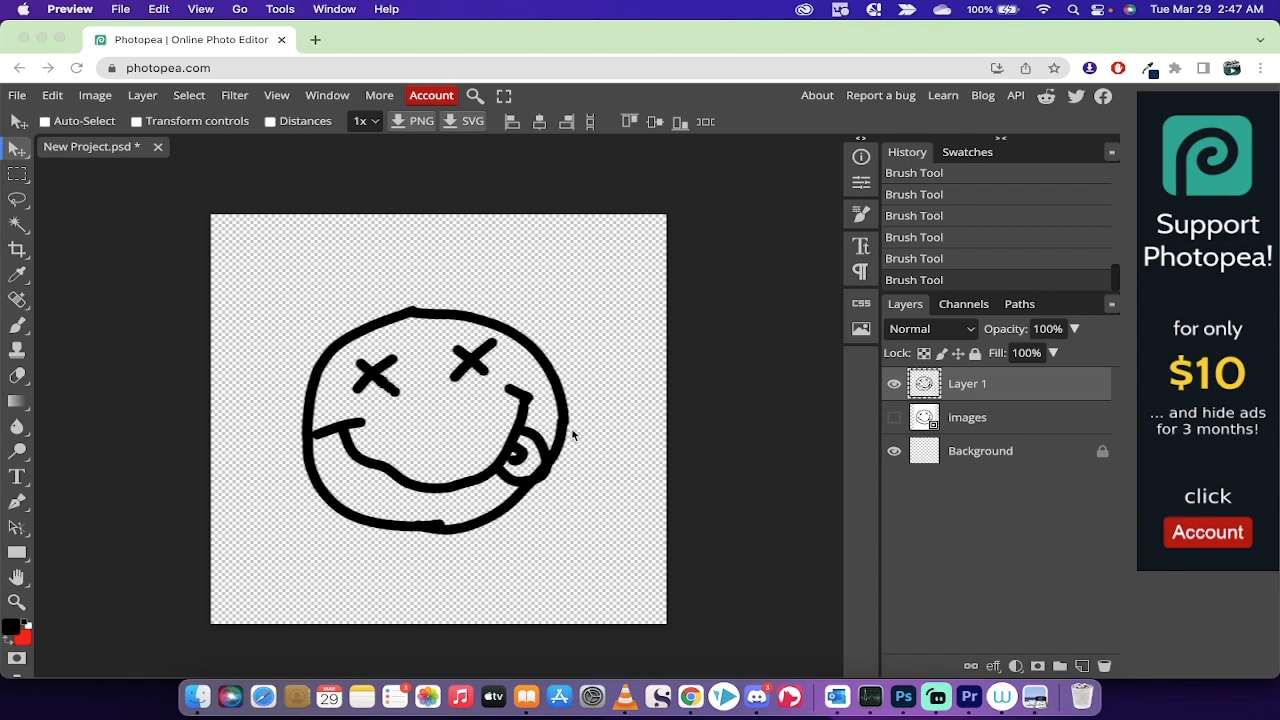 Preview File Edit View Go Tools Window Help 100% Tue Mar 29 2:47 AM
Photopea | Online Photo Editor
photopea.com
File Edit Image Layer Select Filter View Window More Account About Report a bug Learn Blog API
Auto-Select Transform controls Distances 1x PNG SVG
New Project.psd *
History Swatches
Brush Tool
Brush Tool
Brush Tool
Brush Tool
Brush Tool
Brush Tool
Layers Channels Paths
Normal Opacity: 100%
Lock: Fill: 100%
Layer 1
images
Background
CSS
Support
Photopea!
for only
$10
... and hide ads
for 3 months!
click
Account